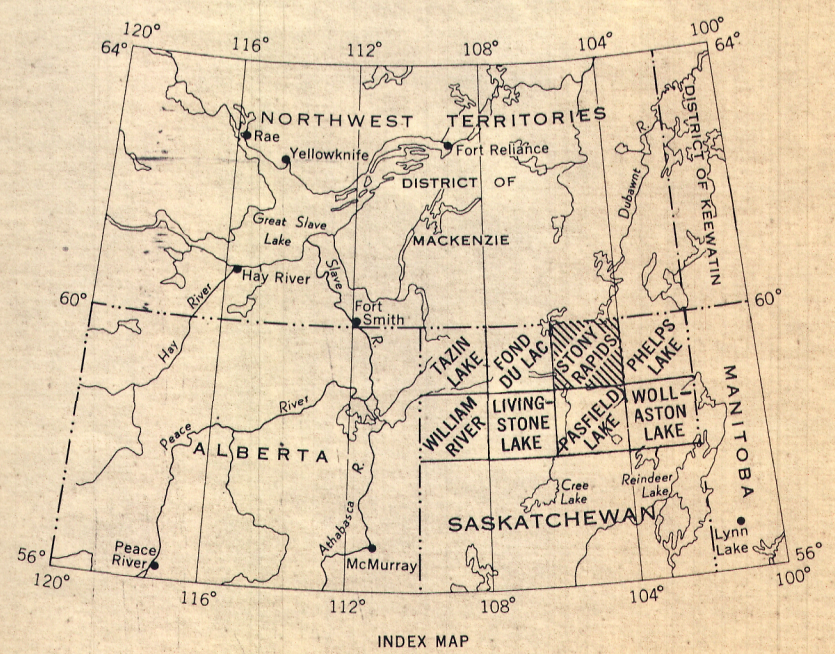 120°
116°
112°
108°
104°
100°
64°
64°
NORTHWEST TERRITORIES
Rae
Yellowknife
Fort Reliance
DISTRICT OF
MACKENZIE
DISTRICT OF KEEWATIN
Dubawnt R.
Great Slave
Lake
Slave
R.
Hay River
Hay River
Fort
Smith
60°
60°
TAZIN
LAKE
FOND
DU LAC
STONY
RAPIDS
PHELPS
LAKE
WILLIAM
RIVER
LIVING-
STONE
LAKE
PASFIELD
LAKE
WOLL-
ASTON
LAKE
MANITOBA
Peace River
ALBERTA
Athabasca R.
Cree
Lake
Reindeer
Lake
SASKATCHEWAN
Lynn
Lake
Peace
River
McMurray
56°
56°
120°
116°
112°
108°
104°
100°
INDEX MAP